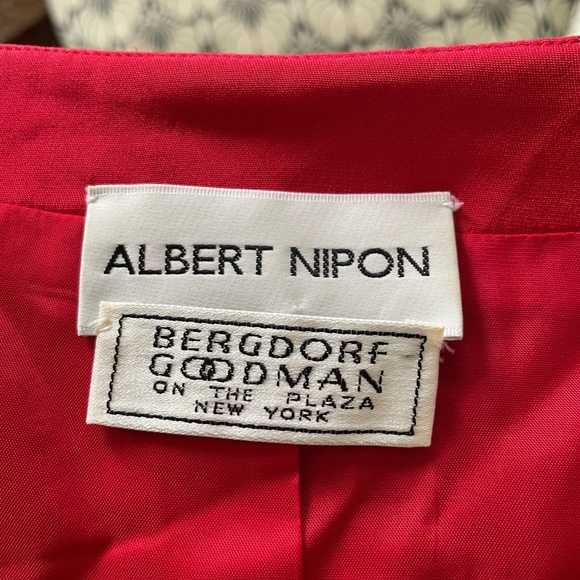 ALBERT NIPON
BERGDORF
GOODMAN
ON THE PLAZA
NEW YORK